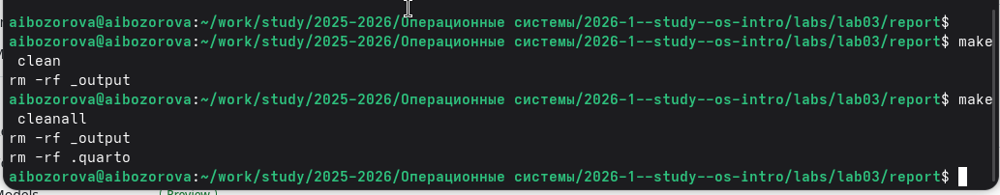 aibozorova@aibozorova:~/work/study/2025-2026/Операционные системы/2026-1--study--os-intro/labs/lab03/report$
aibozorova@aibozorova:~/work/study/2025-2026/Операционные системы/2026-1--study--os-intro/labs/lab03/report$ make
 clean
rm -rf _output
aibozorova@aibozorova:~/work/study/2025-2026/Операционные системы/2026-1--study--os-intro/labs/lab03/report$ make
 cleanall
rm -rf _output
rm -rf .quarto
aibozorova@aibozorova:~/work/study/2025-2026/Операционные системы/2026-1--study--os-intro/labs/lab03/report$